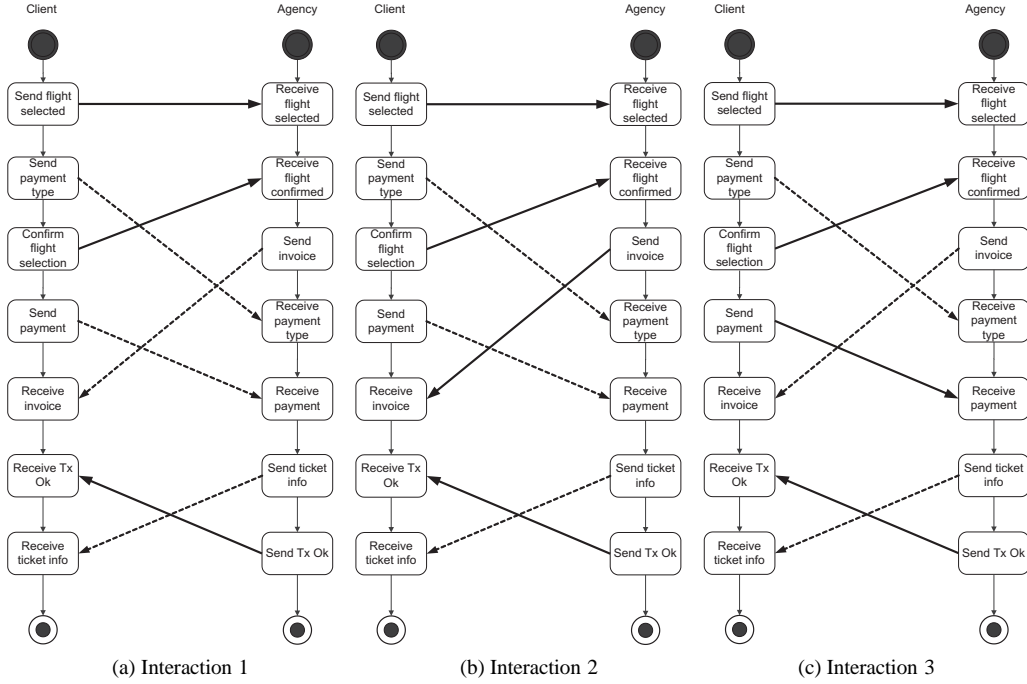 Client
Agency
Send flight
selected
Receive
flight
selected
Send
payment
type
Receive
flight
confirmed
Confirm
flight
selection
Send
invoice
Send
payment
Receive
payment
type
Receive
invoice
Receive
payment
Receive Tx
Ok
Send ticket
info
Receive
ticket info
Send Tx Ok
(a) Interaction 1
Client
Agency
Send flight
selected
Receive
flight
selected
Send
payment
type
Receive
flight
confirmed
Confirm
flight
selection
Send
invoice
Send
payment
Receive
payment
type
Receive
invoice
Receive
payment
Receive Tx
Ok
Send ticket
info
Receive
ticket info
Send Tx Ok
(b) Interaction 2
Client
Agency
Send flight
selected
Receive
flight
selected
Send
payment
type
Receive
flight
confirmed
Confirm
flight
selection
Send
invoice
Send
payment
Receive
payment
type
Receive
invoice
Receive
payment
Receive Tx
Ok
Send ticket
info
Receive
ticket info
Send Tx Ok
(c) Interaction 3